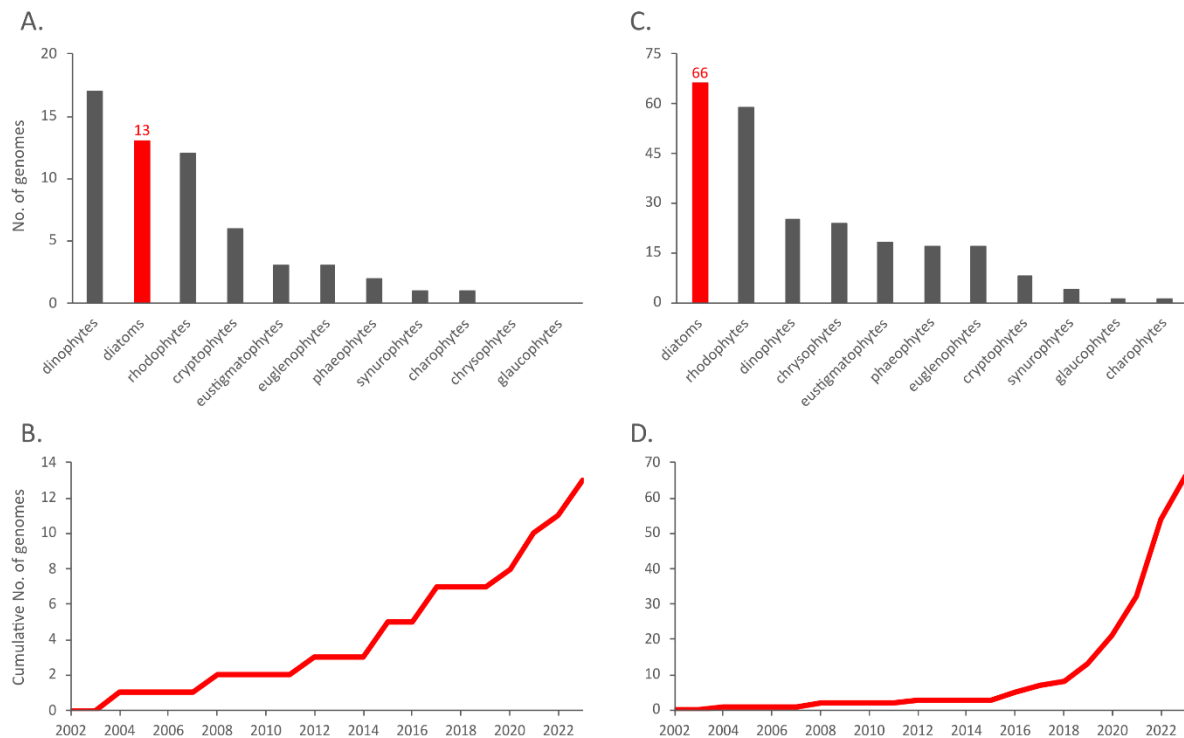 A.
No. of genomes
20
15
10
5
0
13
dinophytes
diatoms
rhodophytes
cryptophytes
eustigmatophytes
euglenophytes
phaeophytes
synurophytes
charophytes
chrysophytes
glaucophytes
C.
75
60
45
30
15
0
66
diatoms
rhodophytes
dinophytes
chrysophytes
eustigmatophytes
phaeophytes
euglenophytes
cryptophytes
synurophytes
glaucophytes
charophytes
B.
Cumulative No. of genomes
14
12
10
8
6
4
2
0
2002 2004 2006 2008 2010 2012 2014 2016 2018 2020 2022
D.
70
60
50
40
30
20
10
0
2002 2004 2006 2008 2010 2012 2014 2016 2018 2020 2022